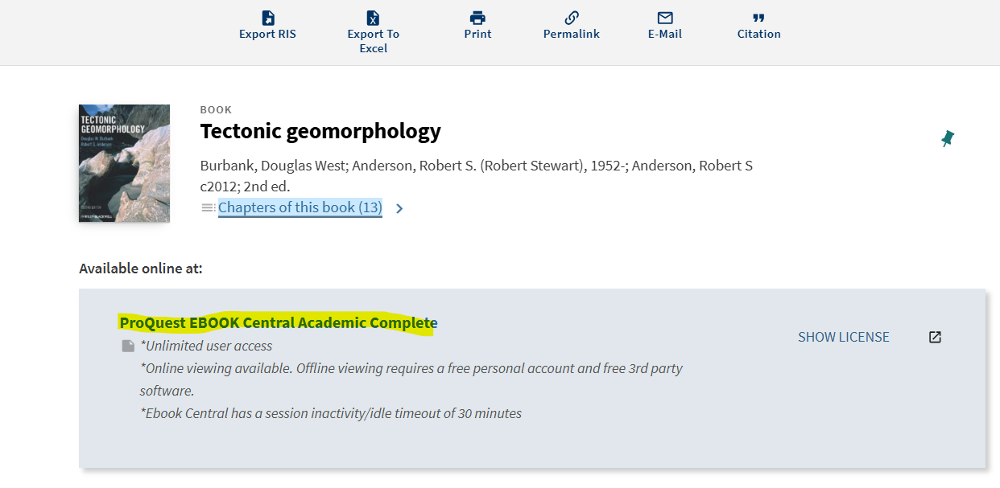 Export RIS
Export To
Excel
Print
Permalink
E-Mail
Citation
TECTONIC
GEOMORPHOLOGY
Douglas W. Burbank
Robert S. Anderson
BOOK
Tectonic geomorphology
Burbank, Douglas West; Anderson, Robert S. (Robert Stewart), 1952-; Anderson, Robert S
c2012; 2nd ed.
Chapters of this book (13)
Available online at:
ProQuest EBOOK Central Academic Complete
*Unlimited user access
*Online viewing available. Offline viewing requires a free personal account and free 3rd party
software.
*Ebook Central has a session inactivity/idle timeout of 30 minutes
SHOW LICENSE